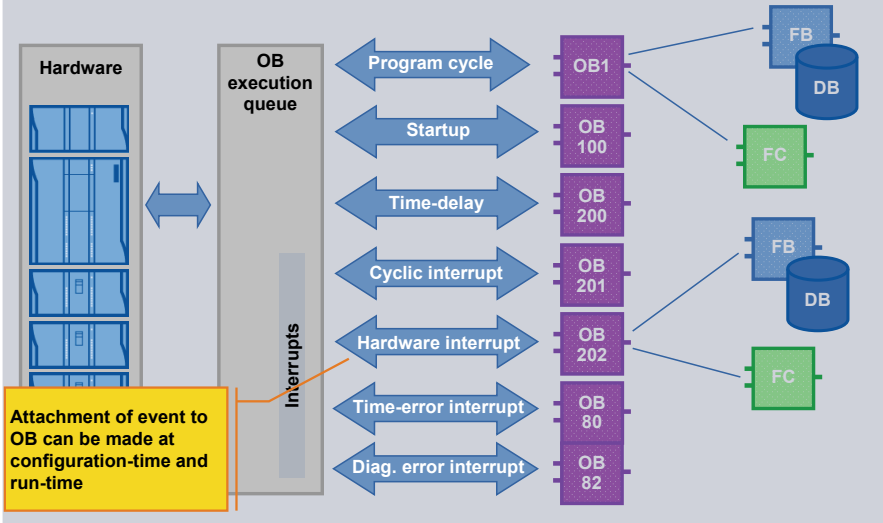 Hardware
OB
execution
queue
Interrupts
Program cycle
Startup
Time-delay
Cyclic interrupt
Hardware interrupt
Time-error interrupt
Diag. error interrupt
OB1
OB
100
OB
200
OB
201
OB
202
OB
80
OB
82
FB
DB
FC
FB
DB
FC
Attachment of event to
OB can be made at
configuration-time and
run-time